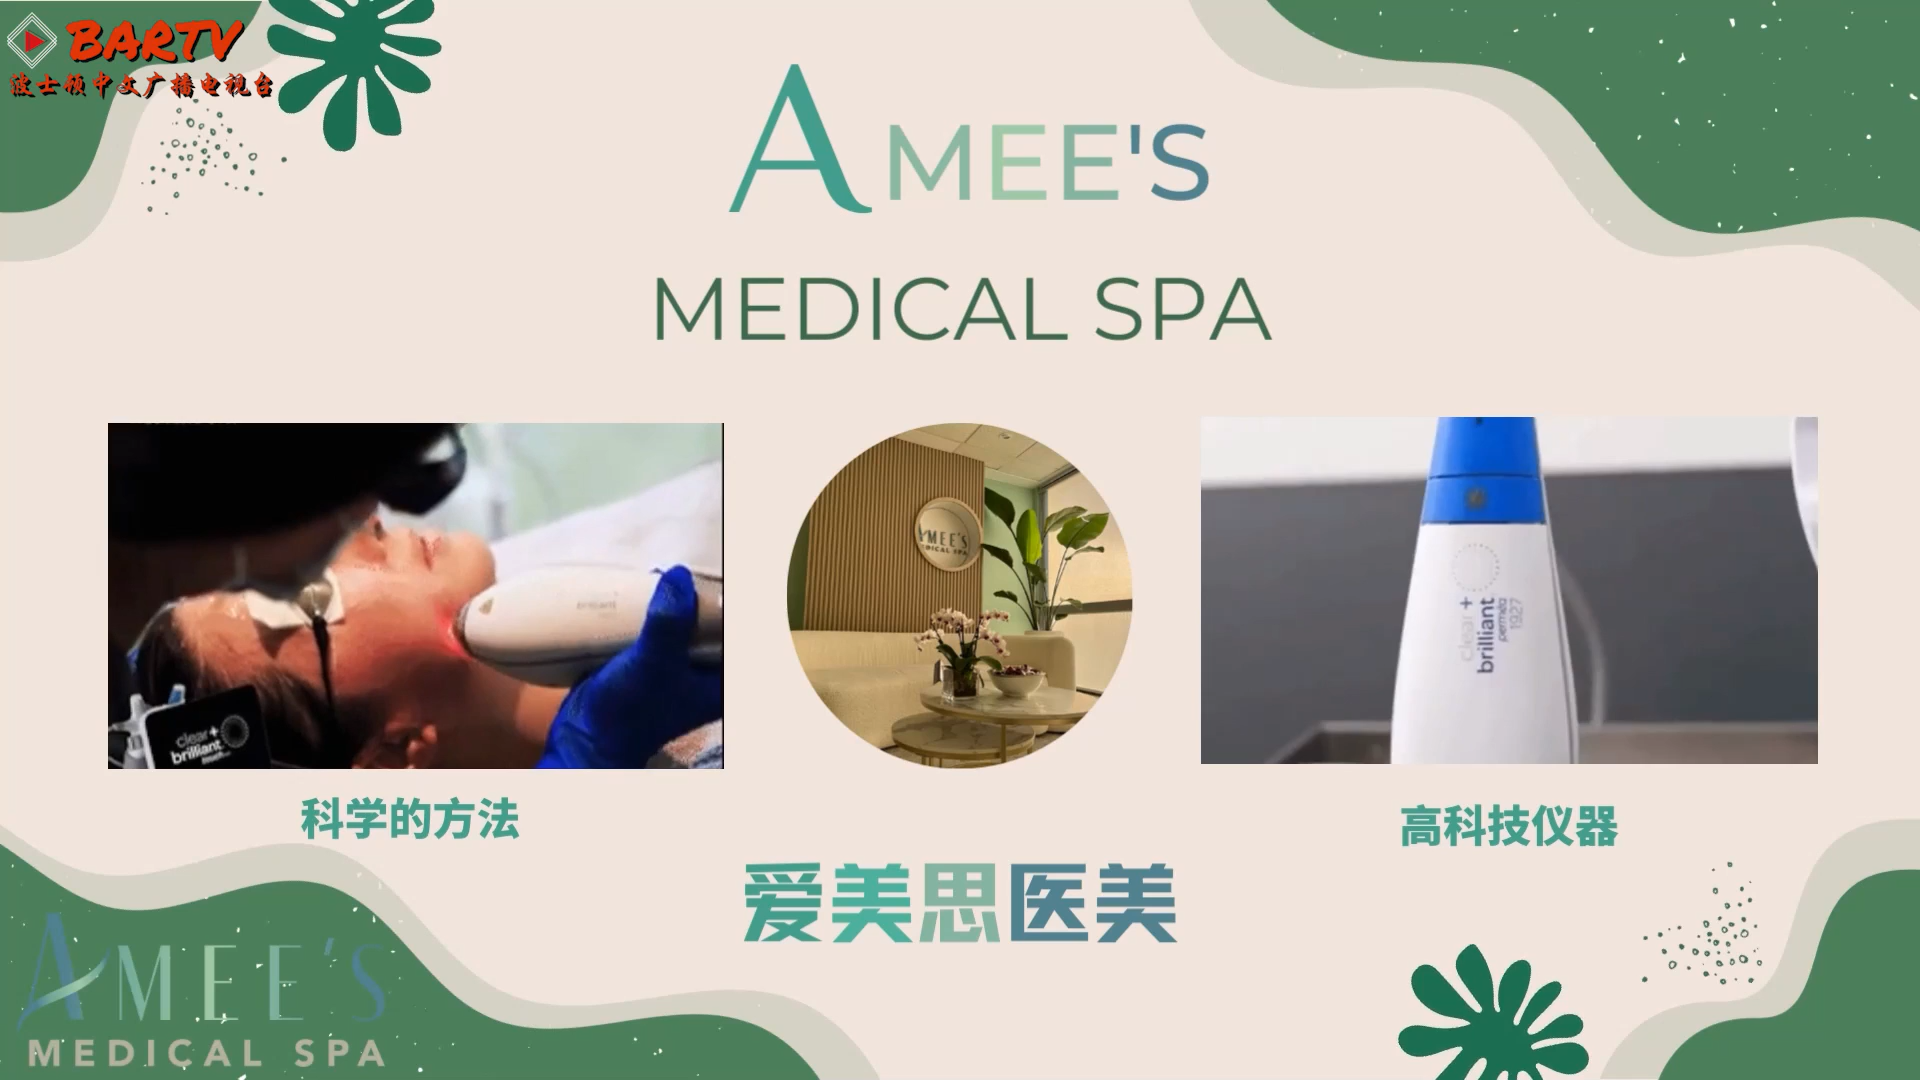 BARTV
波士顿中文广播电视台
AMEE'S
MEDICAL SPA
AMEE'S
MEDICAL SPA
clear+
brilliant
touch
clear+
brilliant
permēa
1927
科学的方法
高科技仪器
爱美思医美
AMEE'S
MEDICAL SPA